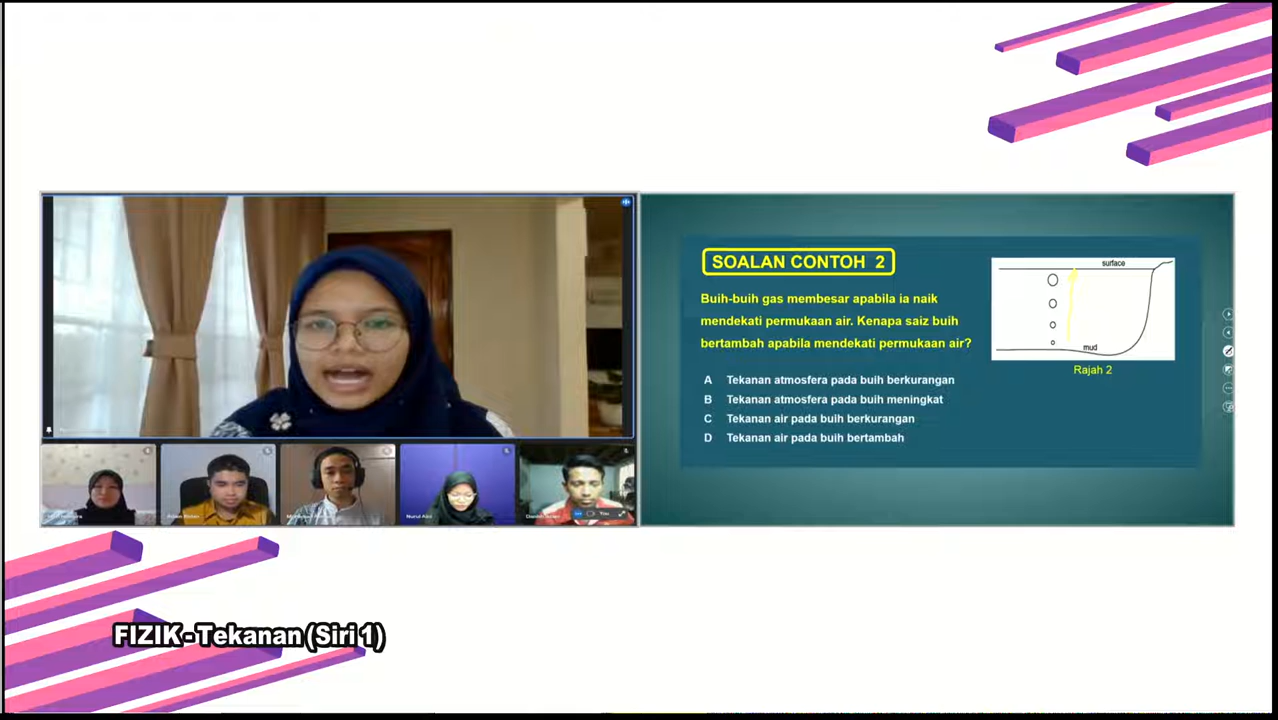 SOALAN CONTOH 2
Buih-buih gas membesar apabila ia naik
mendekati permukaan air. Kenapa saiz buih
bertambah apabila mendekati permukaan air?
A Tekanan atmosfera pada buih berkurangan
B Tekanan atmosfera pada buih meningkat
C Tekanan air pada buih berkurangan
D Tekanan air pada buih bertambah
surface
mud
Rajah 2
FIZIK - Tekanan (Siri 1)